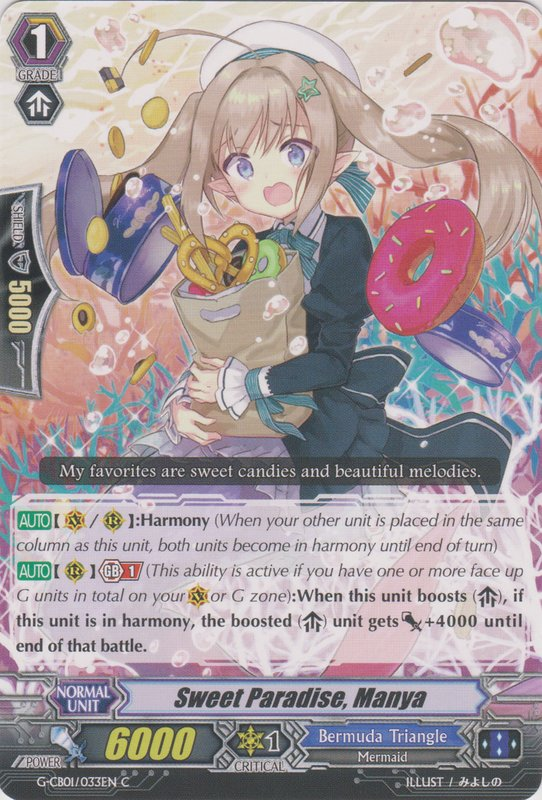 1
GRADE
SHIELD
5000
My favorites are sweet candies and beautiful melodies.
AUTO【 V / R 】:Harmony (When your other unit is placed in the same
column as this unit, both units become in harmony until end of turn)
AUTO【 R 】GB 1 (This ability is active if you have one or more face up
G units in total on your V or G zone):When this unit boosts ( ), if
this unit is in harmony, the boosted ( ) unit gets +4000 until
end of that battle.
NORMAL
UNIT
Sweet Paradise, Manya
POWER
6000
1
CRITICAL
Bermuda Triangle
Mermaid
G-CB01/033EN C
ILLUST / みよしの